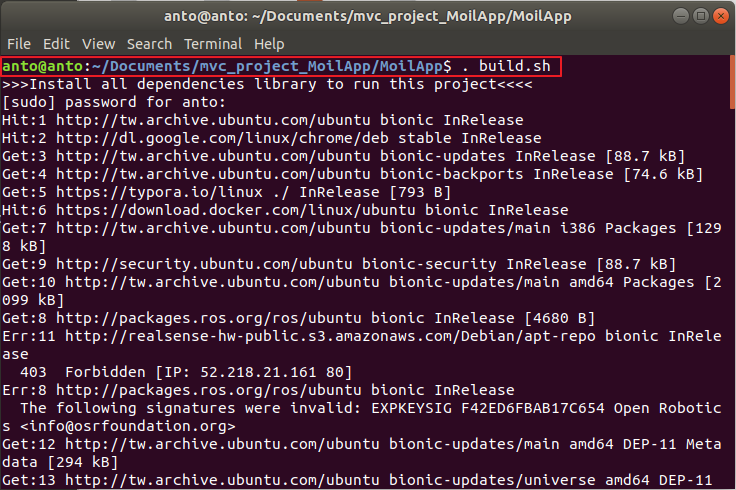 anto@anto: ~/Documents/mvc_project_MoilApp/MoilApp
File Edit View Search Terminal Help
anto@anto:~/Documents/mvc_project_MoilApp/MoilApp$ . build.sh
>>>Install all dependencies library to run this project<<<<
[sudo] password for anto:
Hit:1 http://tw.archive.ubuntu.com/ubuntu bionic InRelease
Hit:2 http://dl.google.com/linux/chrome/deb stable InRelease
Get:3 http://tw.archive.ubuntu.com/ubuntu bionic-updates InRelease [88.7 kB]
Get:4 http://tw.archive.ubuntu.com/ubuntu bionic-backports InRelease [74.6 kB]
Get:5 https://typora.io/linux ./ InRelease [793 B]
Hit:6 https://download.docker.com/linux/ubuntu bionic InRelease
Get:7 http://tw.archive.ubuntu.com/ubuntu bionic-updates/main i386 Packages [129
8 kB]
Get:9 http://security.ubuntu.com/ubuntu bionic-security InRelease [88.7 kB]
Get:10 http://tw.archive.ubuntu.com/ubuntu bionic-updates/main amd64 Packages [2
099 kB]
Get:8 http://packages.ros.org/ros/ubuntu bionic InRelease [4680 B]
Err:11 http://realsense-hw-public.s3.amazonaws.com/Debian/apt-repo bionic InRele
ase
  403  Forbidden [IP: 52.218.21.161 80]
Err:8 http://packages.ros.org/ros/ubuntu bionic InRelease
  The following signatures were invalid: EXPKEYSIG F42ED6FBAB17C654 Open Robotic
s <info@osrfoundation.org>
Get:12 http://tw.archive.ubuntu.com/ubuntu bionic-updates/main amd64 DEP-11 Meta
data [294 kB]
Get:13 http://tw.archive.ubuntu.com/ubuntu bionic-updates/universe amd64 DEP-11